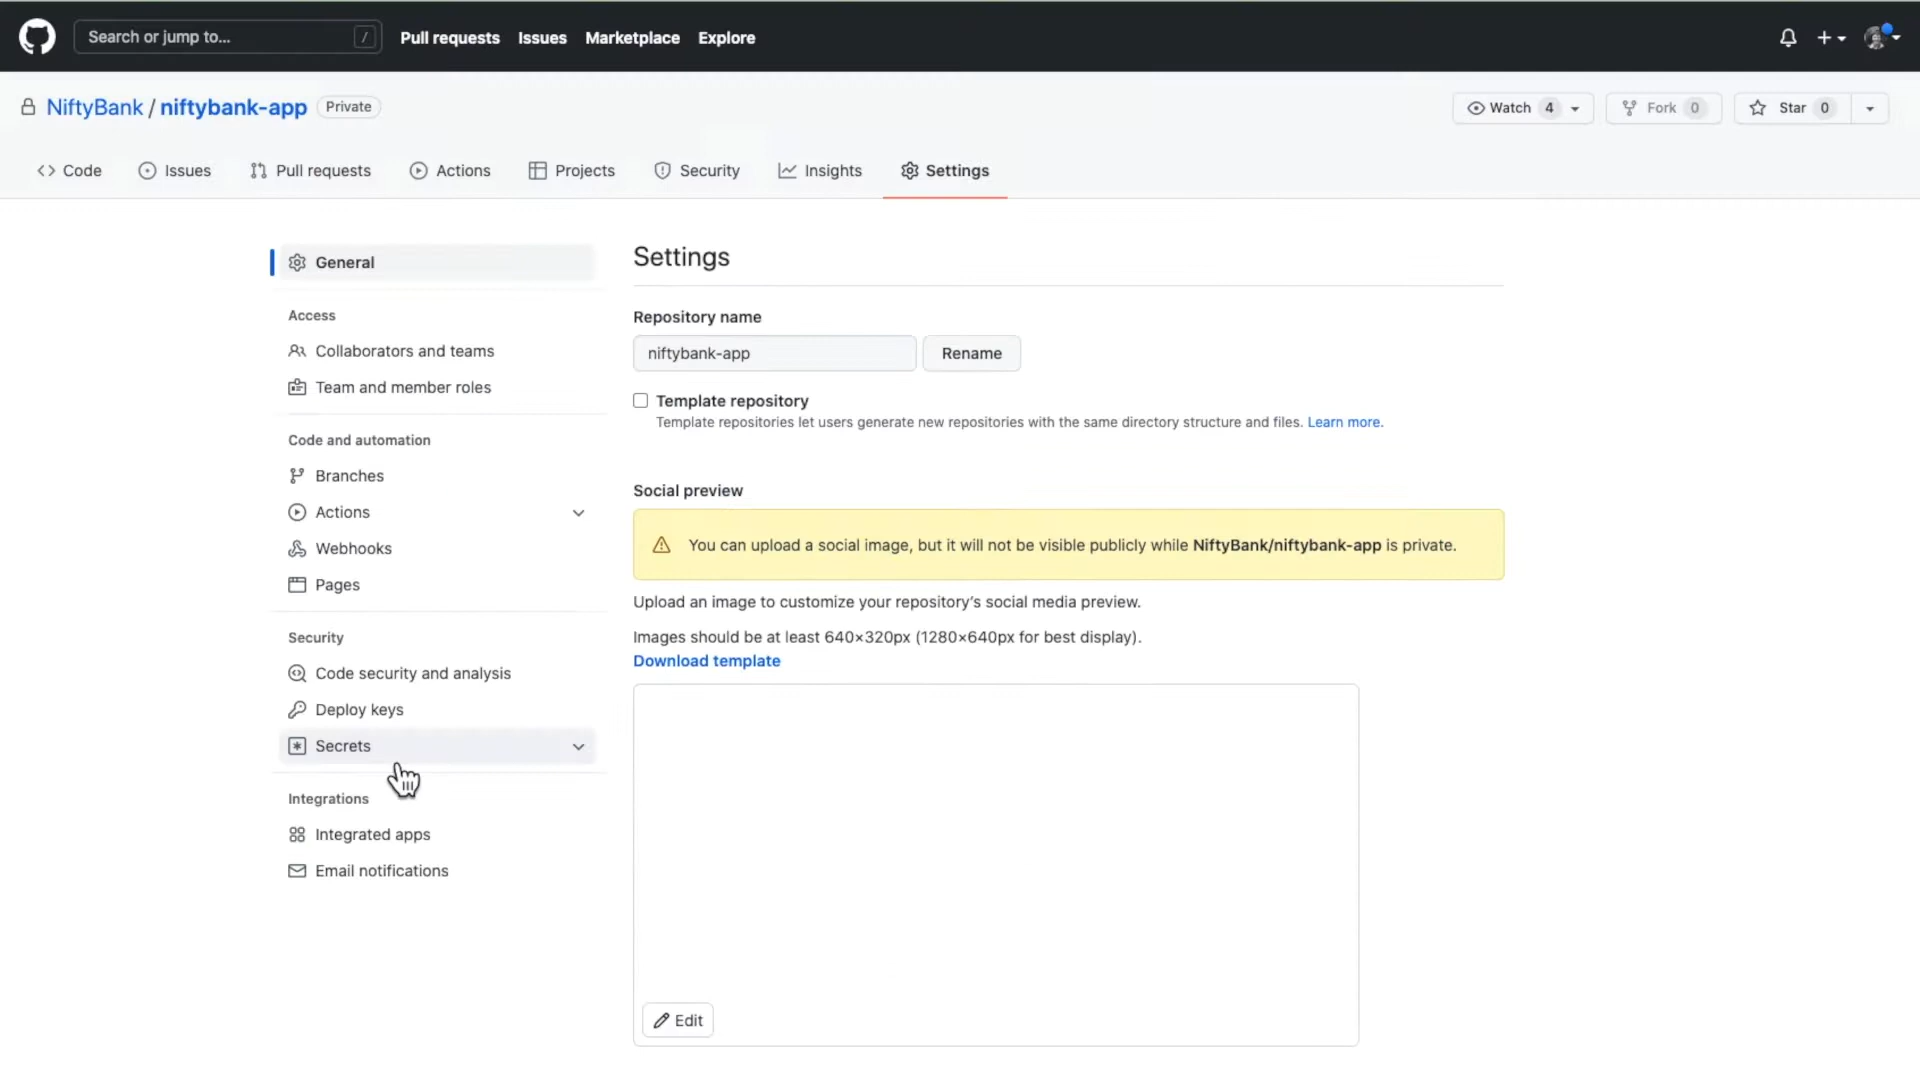 Search or jump to... /
Pull requests Issues Marketplace Explore
NiftyBank / niftybank-app Private
Watch 4 Fork 0 Star 0
Code Issues Pull requests Actions Projects Security Insights Settings
General
Access
Collaborators and teams
Team and member roles
Code and automation
Branches
Actions
Webhooks
Pages
Security
Code security and analysis
Deploy keys
Secrets
Integrations
Integrated apps
Email notifications
Settings
Repository name
niftybank-app Rename
Template repository
Template repositories let users generate new repositories with the same directory structure and files. Learn more.
Social preview
You can upload a social image, but it will not be visible publicly while NiftyBank/niftybank-app is private.
Upload an image to customize your repository’s social media preview.
Images should be at least 640×320px (1280×640px for best display).
Download template
Edit